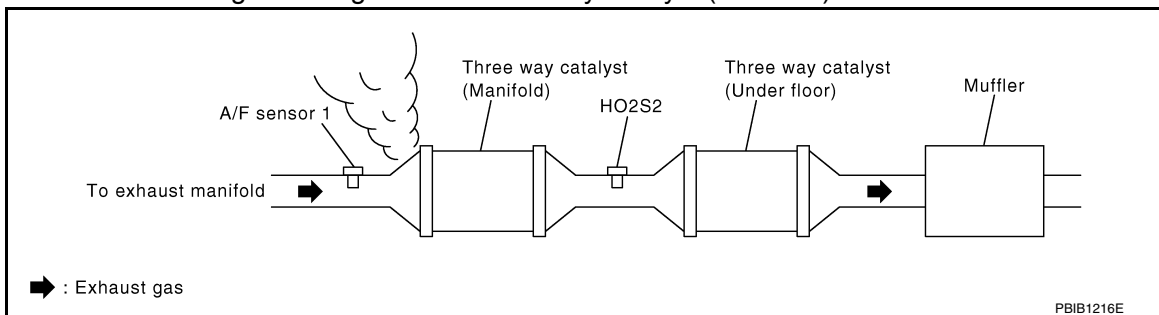 Three way catalyst
(Manifold)
Three way catalyst
(Under floor)
Muffler
A/F sensor 1
HO2S2
To exhaust manifold
: Exhaust gas
PBIB1216E